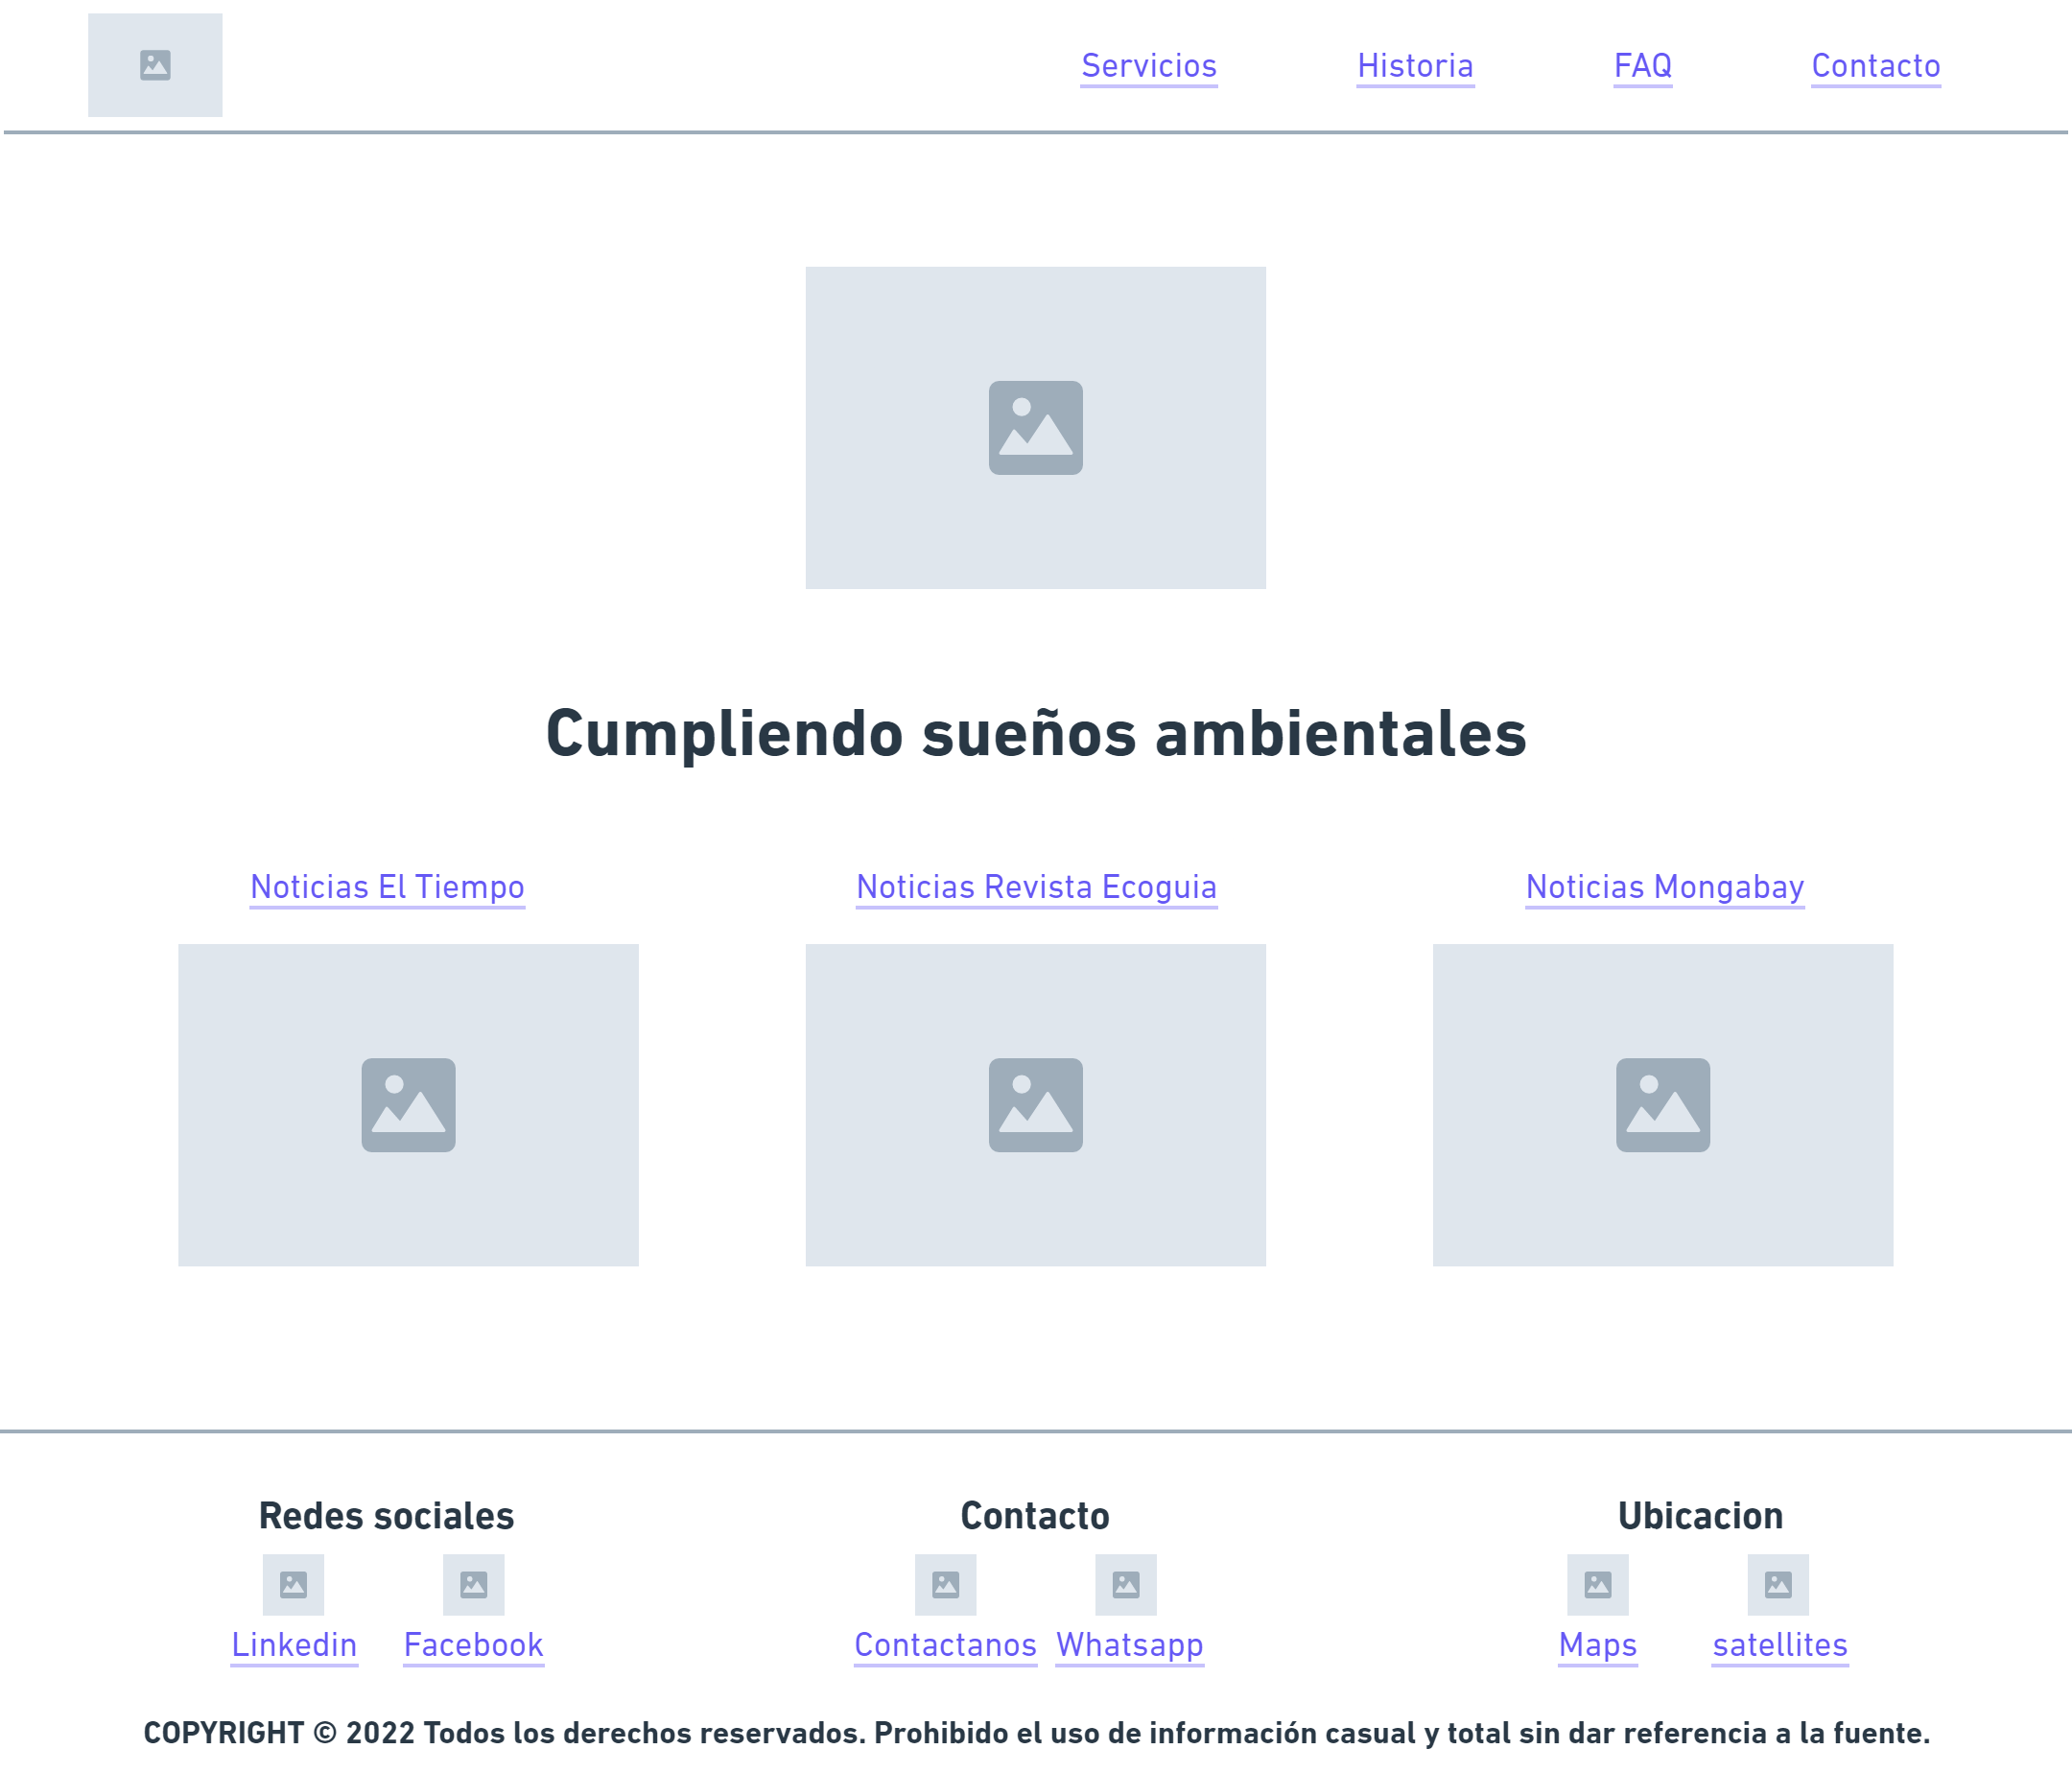 Servicios Historia FAQ Contacto
Cumpliendo sueños ambientales
Noticias El Tiempo Noticias Revista Ecoguia Noticias Mongabay
Redes sociales Contacto Ubicacion
Linkedin Facebook Contactanos Whatsapp Maps satellites
COPYRIGHT © 2022 Todos los derechos reservados. Prohibido el uso de información casual y total sin dar referencia a la fuente.